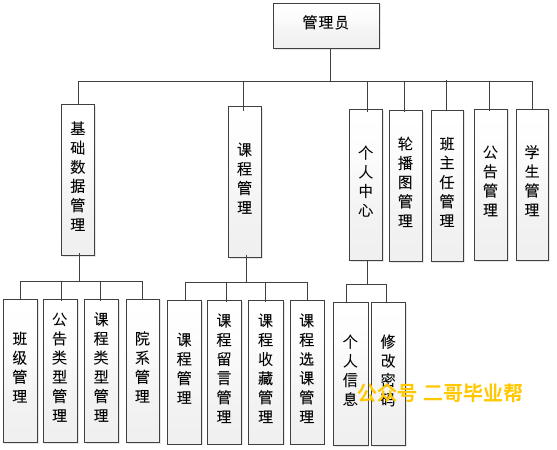 管理员
基础数据管理
课程管理
个人中心
轮播图管理
班主任管理
公告管理
学生管理
班级管理
公告类型管理
课程类型管理
院系管理
课程管理
课程留言管理
课程收藏管理
课程选课管理
个人信息
修改密码
公众号 二哥毕业帮